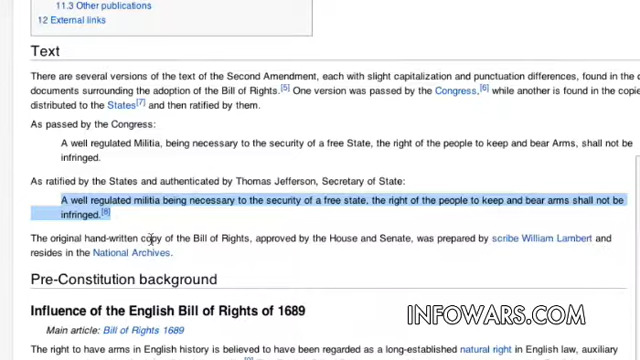 11.3 Other publications
12 External links
Text
There are several versions of the text of the Second Amendment, each with slight capitalization and punctuation differences, found in the
documents surrounding the adoption of the Bill of Rights.[5] One version was passed by the Congress,[6] while another is found in the copie
distributed to the States[7] and then ratified by them.
As passed by the Congress:
A well regulated Militia, being necessary to the security of a free State, the right of the people to keep and bear Arms, shall not be
infringed.
As ratified by the States and authenticated by Thomas Jefferson, Secretary of State:
A well regulated militia being necessary to the security of a free state, the right of the people to keep and bear arms shall not be
infringed.[8]
The original hand-written copy of the Bill of Rights, approved by the House and Senate, was prepared by scribe William Lambert and
resides in the National Archives.
Pre-Constitution background
Influence of the English Bill of Rights of 1689
INFOWARS.COM
Main article: Bill of Rights 1689
The right to have arms in English history is believed to have been regarded as a long-established natural right in English law, auxiliary